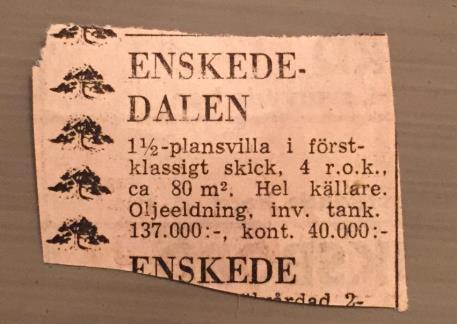 ENSKEDE-
DALEN
1½-plansvilla i först-
klassigt skick, 4 r.o.k.,
ca 80 m². Hel källare.
Oljeeldning, inv. tank.
137.000:-, kont. 40.000:-
ENSKEDE
2-